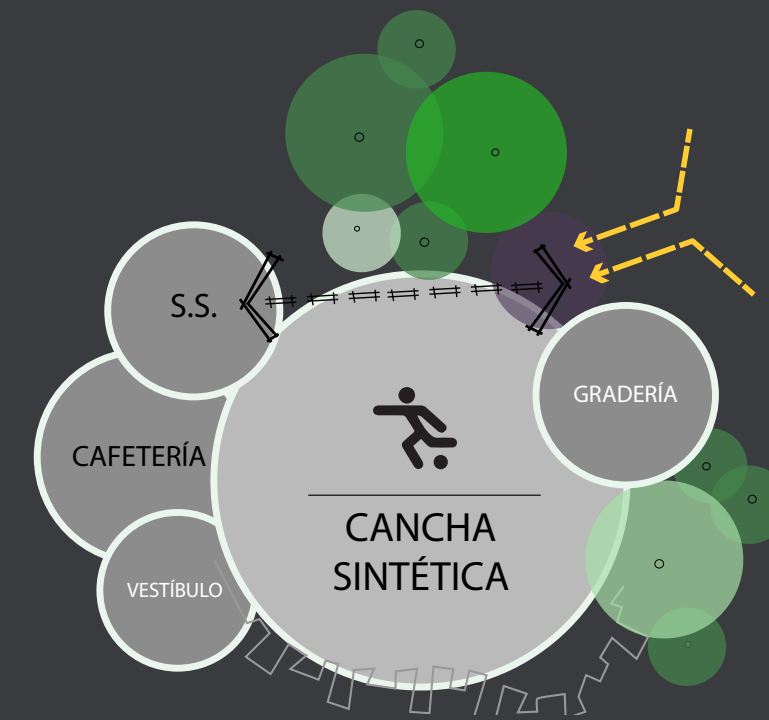 S.S.
GRADERÍA
CAFETERÍA
CANCHA
SINTÉTICA
VESTÍBULO